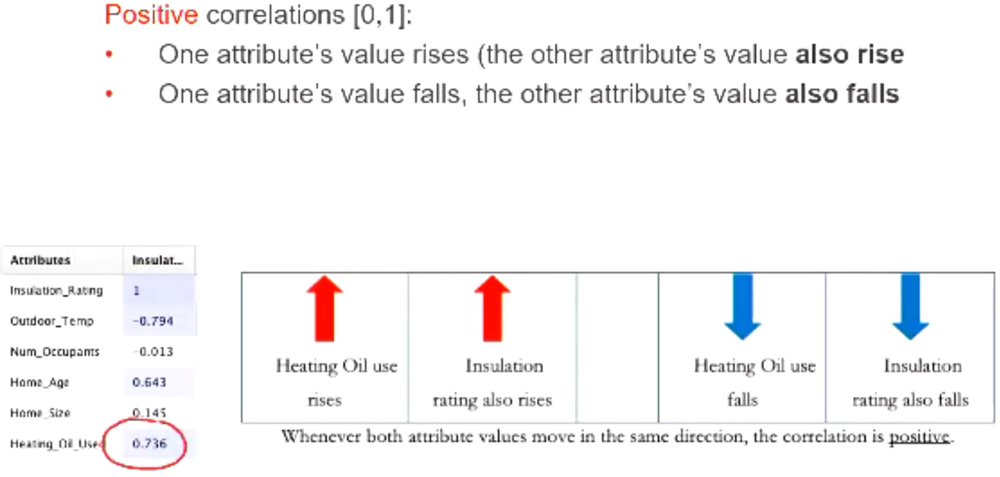 Positive correlations [0,1]:
• One attribute's value rises (the other attribute's value also rise
• One attribute's value falls, the other attribute's value also falls
Attributes Insulat...
Insulation_Rating 1
Outdoor_Temp -0.794
Num_Occupants -0.013
Home_Age 0.643
Home_Size 0.145
Heating_Oil_Used 0.736
Heating Oil use
rises
Insulation
rating also rises
Heating Oil use
falls
Insulation
rating also falls
Whenever both attribute values move in the same direction, the correlation is positive.